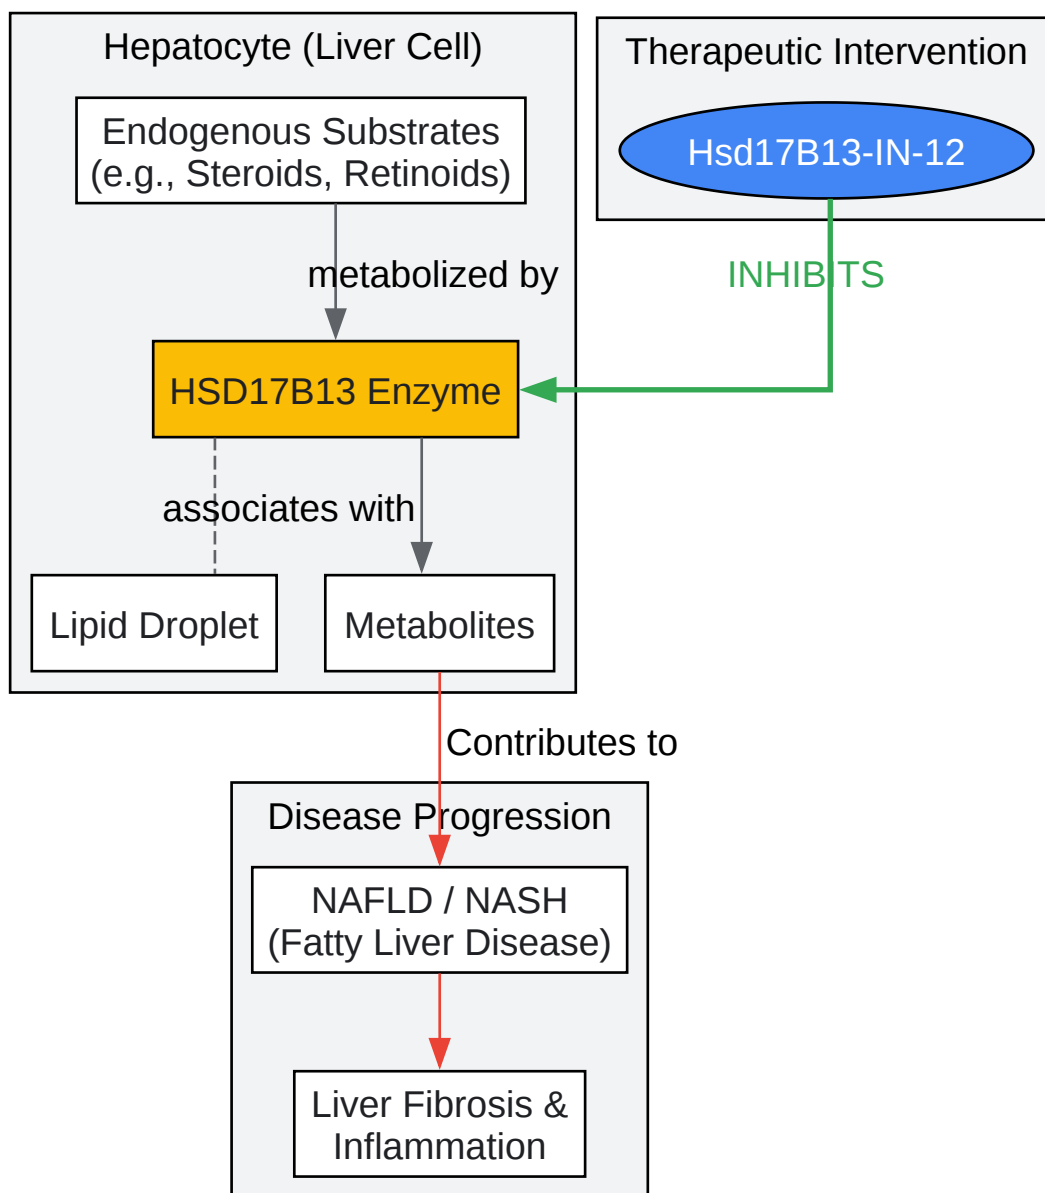 Hepatocyte (Liver Cell)
Therapeutic Intervention
Endogenous Substrates
(e.g., Steroids, Retinoids)
Hsd17B13-IN-12
metabolized by
INHIBITS
HSD17B13 Enzyme
associates with
Lipid Droplet
Metabolites
Contributes to
Disease Progression
NAFLD / NASH
(Fatty Liver Disease)
Liver Fibrosis &
Inflammation